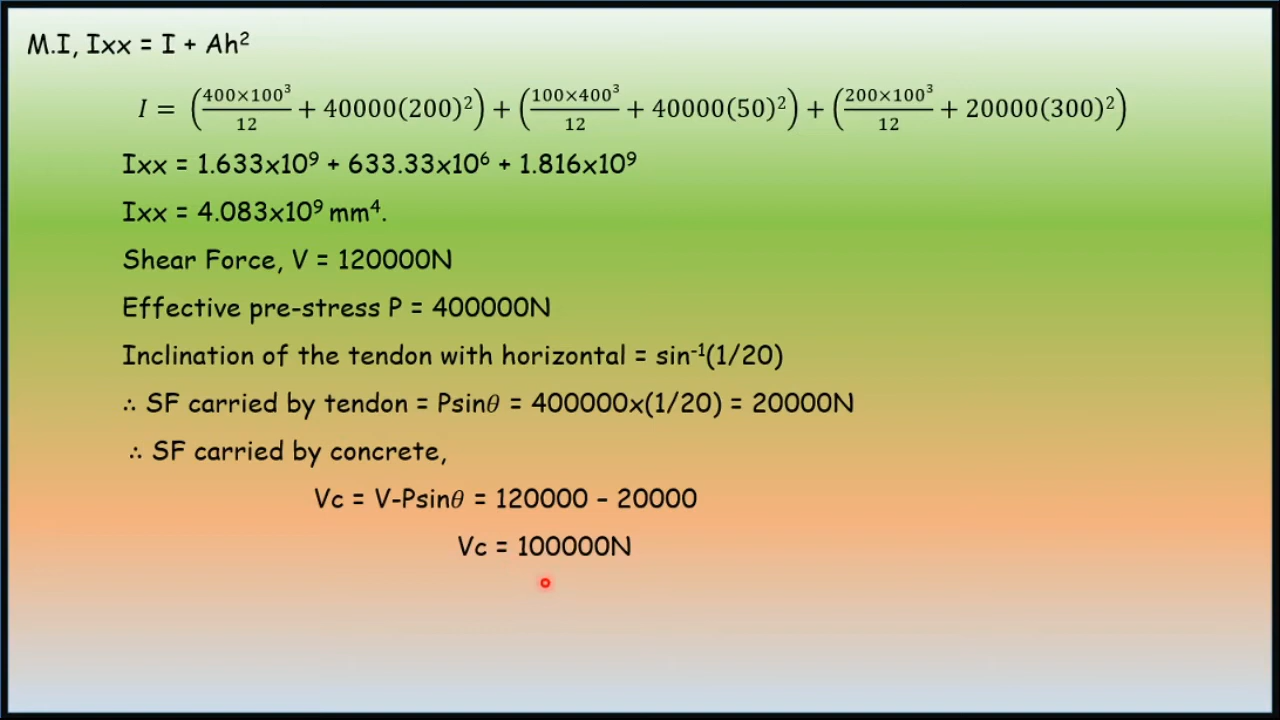 M.I, Ixx = I + Ah²
I = (400×100³/12 + 40000(200)²) + (100×400³/12 + 40000(50)²) + (200×100³/12 + 20000(300)²)
Ixx = 1.633x10⁹ + 633.33x10⁶ + 1.816x10⁹
Ixx = 4.083x10⁹ mm⁴.
Shear Force, V = 120000N
Effective pre-stress P = 400000N
Inclination of the tendon with horizontal = sin⁻¹(1/20)
∴ SF carried by tendon = Psin𝜃 = 400000x(1/20) = 20000N
∴ SF carried by concrete,
Vc = V-Psin𝜃 = 120000 – 20000
Vc = 100000N